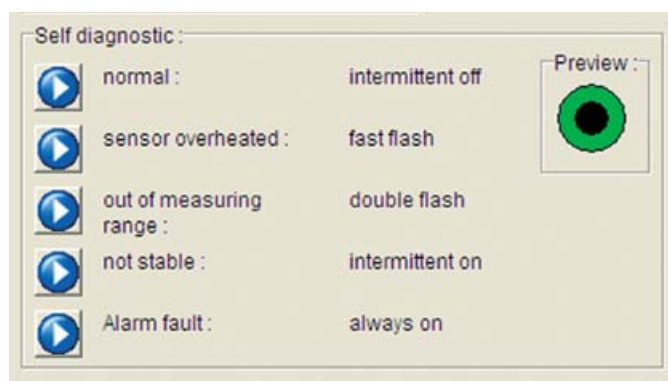 Self diagnostic :
Preview :
normal : intermittent off
sensor overheated : fast flash
out of measuring double flash
range :
not stable : intermittent on
Alarm fault : always on